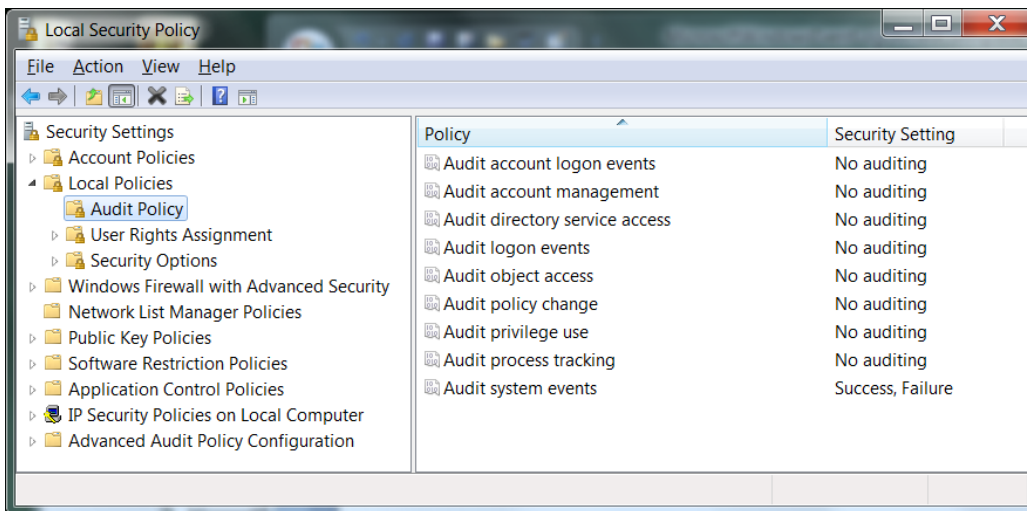 Local Security Policy
File Action View Help
Security Settings
Account Policies
Local Policies
Audit Policy
User Rights Assignment
Security Options
Windows Firewall with Advanced Security
Network List Manager Policies
Public Key Policies
Software Restriction Policies
Application Control Policies
IP Security Policies on Local Computer
Advanced Audit Policy Configuration
Policy Security Setting
Audit account logon events No auditing
Audit account management No auditing
Audit directory service access No auditing
Audit logon events No auditing
Audit object access No auditing
Audit policy change No auditing
Audit privilege use No auditing
Audit process tracking No auditing
Audit system events Success, Failure